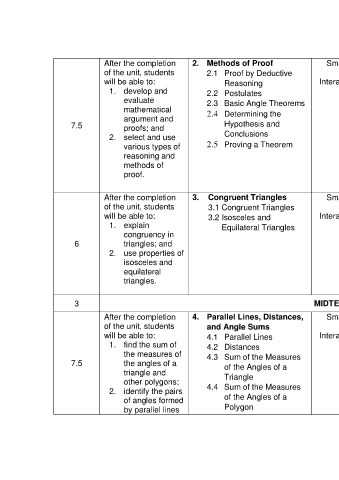 7.5
After the completion
of the unit, students
will be able to:
1. develop and
evaluate
mathematical
argument and
proofs; and
2. select and use
various types of
reasoning and
methods of
proof.
2. Methods of Proof
2.1 Proof by Deductive
Reasoning
2.2 Postulates
2.3 Basic Angle Theorems
2.4 Determining the
Hypothesis and
Conclusions
2.5 Proving a Theorem
Sma
Intera
6
After the completion
of the unit, students
will be able to:
1. explain
congruency in
triangles; and
2. use properties of
isosceles and
equilateral
triangles.
3. Congruent Triangles
3.1 Congruent Triangles
3.2 Isosceles and
Equilateral Triangles
Sma
Intera
3
MIDTE
7.5
After the completion
of the unit, students
will be able to:
1. find the sum of
the measures of
the angles of a
triangle and
other polygons;
2. identify the pairs
of angles formed
by parallel lines
4. Parallel Lines, Distances,
and Angle Sums
4.1 Parallel Lines
4.2 Distances
4.3 Sum of the Measures
of the Angles of a
Triangle
4.4 Sum of the Measures
of the Angles of a
Polygon
Sma
Intera